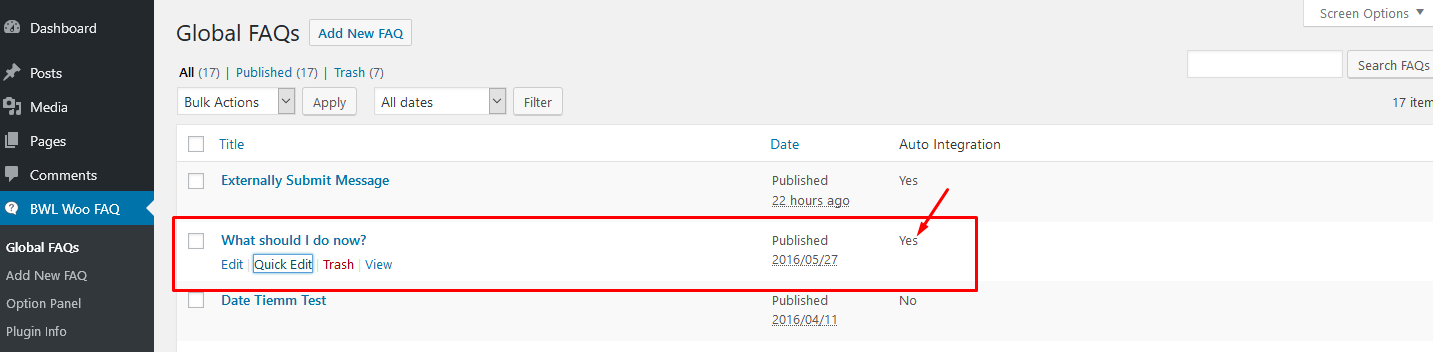 Dashboard
Posts
Media
Pages
Comments
BWL Woo FAQ
Global FAQs
Add New FAQ
Option Panel
Plugin Info
Screen Options
Global FAQs Add New FAQ
All (17) | Published (17) | Trash (7)
Search FAQs
Bulk Actions Apply All dates Filter
17 item
Title Date Auto Integration
Externally Submit Message Published Yes
22 hours ago
What should I do now? Published Yes
Edit | Quick Edit | Trash | View 2016/05/27
Date Tiemm Test Published No
2016/04/11